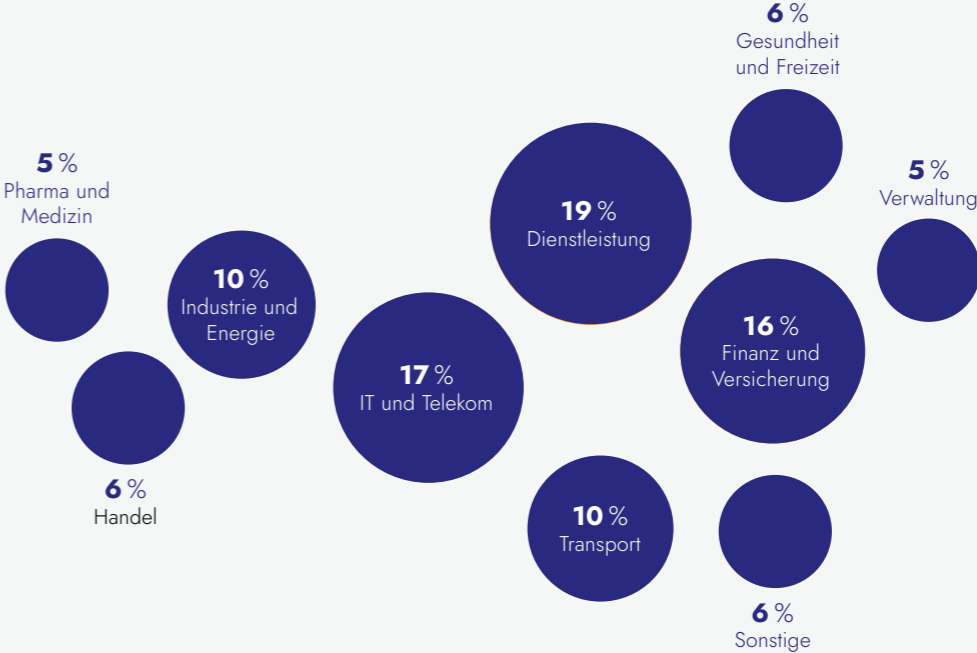 6 %
Gesundheit
und Freizeit
5 %
Pharma und
Medizin
5 %
Verwaltung
19 %
Dienstleistung
10 %
Industrie und
Energie
16 %
Finanz und
Versicherung
17 %
IT und Telekom
6 %
Handel
10 %
Transport
6 %
Sonstige